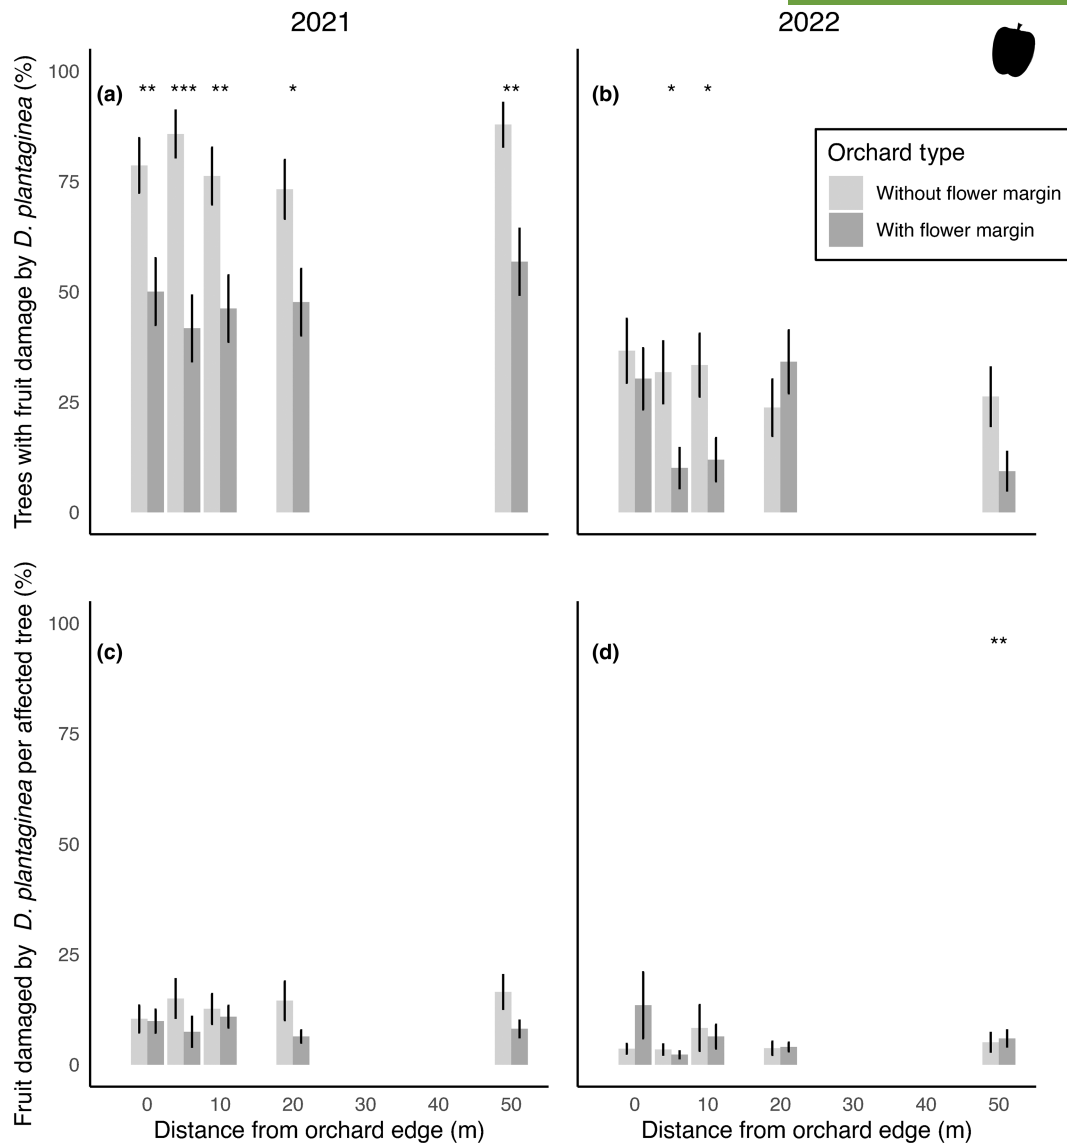 2021
2022
Trees with fruit damage by D. plantaginea (%)
100
75
50
25
0
(a)
** *** ** * **
(b)
* *
Orchard type
Without flower margin
With flower margin
Fruit damaged by D. plantaginea per affected tree (%)
100
75
50
25
0
(c)
(d)
**
0 10 20 30 40 50
0 10 20 30 40 50
Distance from orchard edge (m)
Distance from orchard edge (m)